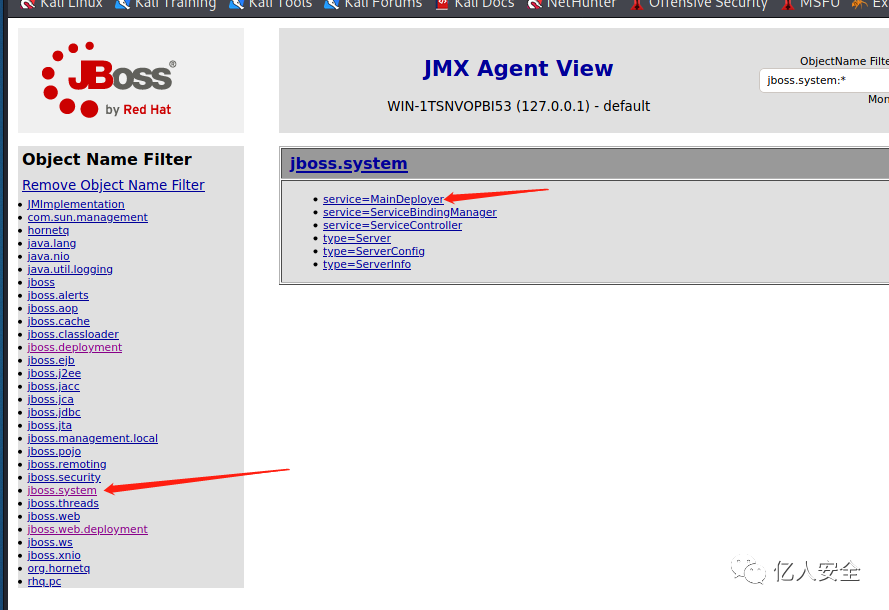 Kali Linux Kali Training Kali Tools Kali Forums Kali Docs NetHunter Offensive Security MSFU Ex
JBoss®
by Red Hat
JMX Agent View
WIN-1TSNVOPBI53 (127.0.0.1) - default
ObjectName Filte
jboss.system:*
Mon
Object Name Filter
Remove Object Name Filter
JMImplementation
com.sun.management
hornetq
java.lang
java.nio
java.util.logging
jboss
jboss.alerts
jboss.aop
jboss.cache
jboss.classloader
jboss.deployment
jboss.ejb
jboss.j2ee
jboss.jacc
jboss.jca
jboss.jdbc
jboss.jta
jboss.management.local
jboss.pojo
jboss.remoting
jboss.security
jboss.system
jboss.threads
jboss.web
jboss.web.deployment
jboss.ws
jboss.xnio
org.hornetq
rhq.pc
jboss.system
service=MainDeployer
service=ServiceBindingManager
service=ServiceController
type=Server
type=ServerConfig
type=ServerInfo
亿人安全